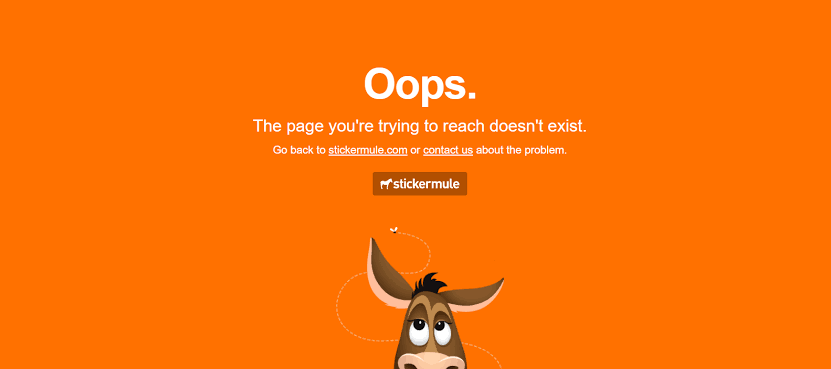 Oops.
The page you're trying to reach doesn't exist.
Go back to stickermule.com or contact us about the problem.
stickermule